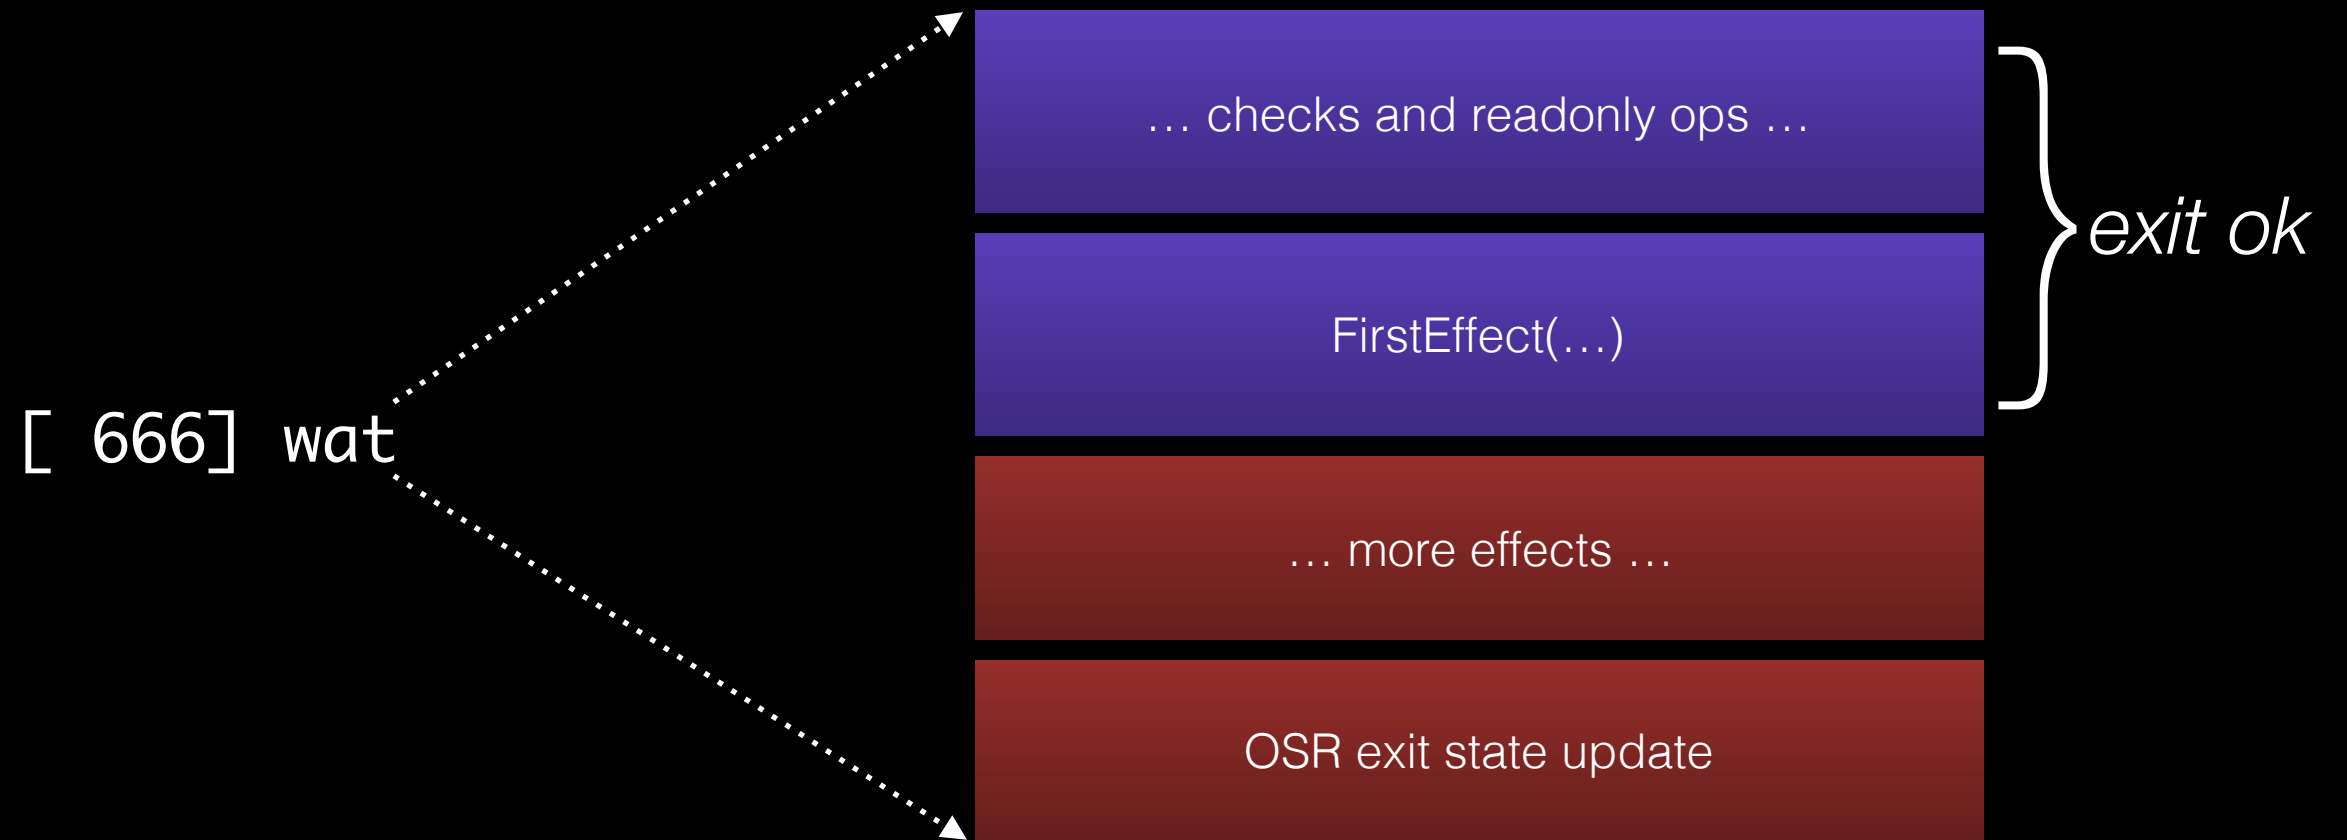 … checks and readonly ops …
exit ok
FirstEffect(…)
[ 666] wat
… more effects …
OSR exit state update